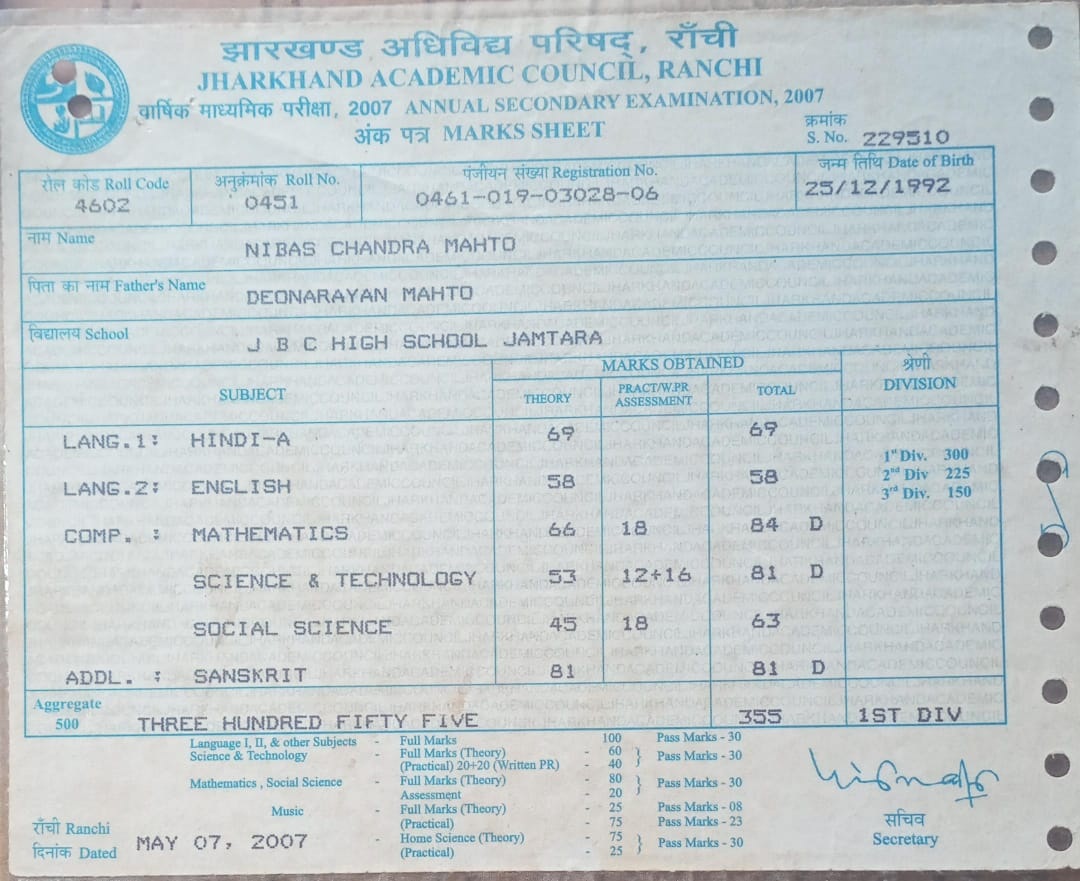 झारखण्ड अधिविद्य परिषद्, राँची
JHARKHAND ACADEMIC COUNCIL, RANCHI
वार्षिक माध्यमिक परीक्षा, 2007 ANNUAL SECONDARY EXAMINATION, 2007
अंक पत्र MARKS SHEET
क्रमांक
S. No. 229510
रोल कोड Roll Code अनुक्रमांक Roll No. पंजीयन संख्या Registration No. जन्म तिथि Date of Birth
4602 0451 0461-019-03028-06 25/12/1992
नाम Name NIBAS CHANDRA MAHTO
पिता का नाम Father's Name DEONARAYAN MAHTO
विद्यालय School J B C HIGH SCHOOL JAMTARA
SUBJECT MARKS OBTAINED श्रेणी
THEORY PRACT/W.PR ASSESSMENT TOTAL DIVISION
LANG.1: HINDI-A 69 69
1st Div. 300
LANG.2: ENGLISH 58 58 2nd Div 225
3rd Div. 150
COMP. : MATHEMATICS 66 18 84 D
SCIENCE & TECHNOLOGY 53 12+16 81 D
SOCIAL SCIENCE 45 18 63
ADDL. : SANSKRIT 81 81 D
Aggregate
500 THREE HUNDRED FIFTY FIVE 355 1ST DIV
Language I, II, & other Subjects - Full Marks 100 Pass Marks - 30
Science & Technology - Full Marks (Theory) - 60 } Pass Marks - 30
(Practical) 20+20 (Written PR) - 40
Mathematics , Social Science - Full Marks (Theory) - 80 } Pass Marks - 30
Assessment - 20
Music - Full Marks (Theory) - 25 Pass Marks - 08
(Practical) - 75 Pass Marks - 23
- Home Science (Theory) - 75 } Pass Marks - 30
(Practical) - 25
राँची Ranchi
दिनांक Dated MAY 07, 2007
सचिव
Secretary